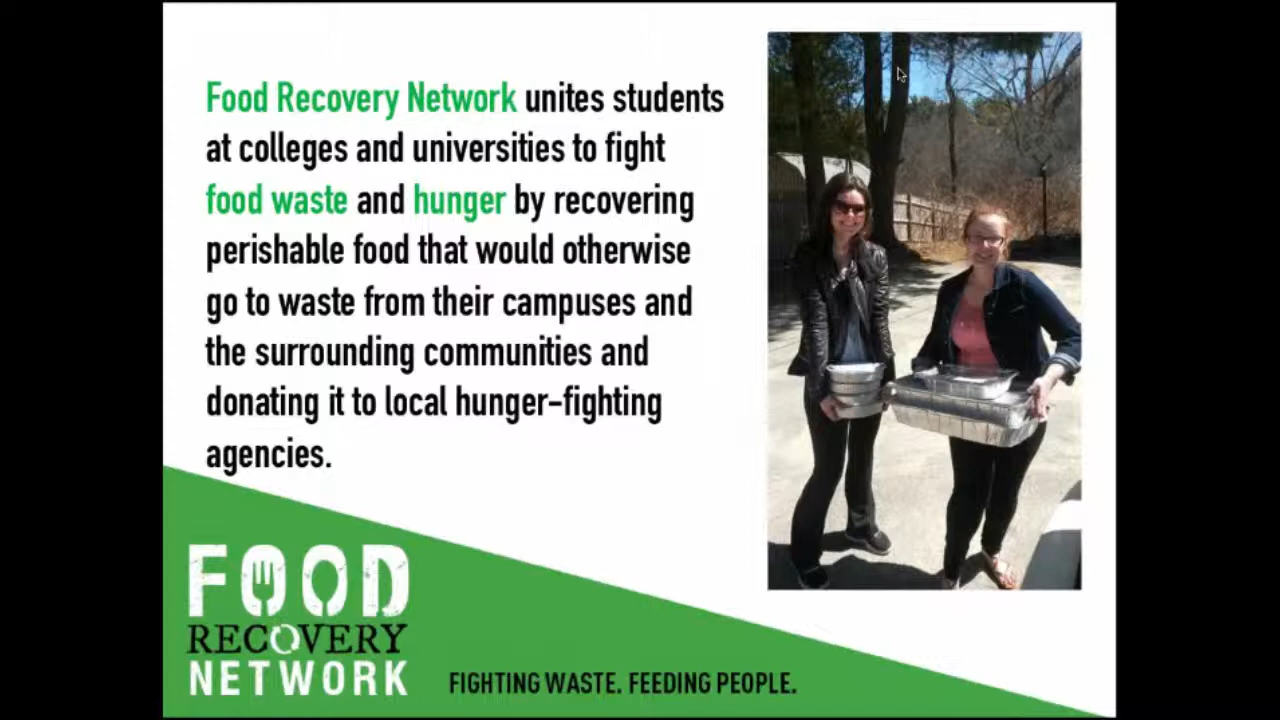 Food Recovery Network unites students
at colleges and universities to fight
food waste and hunger by recovering
perishable food that would otherwise
go to waste from their campuses and
the surrounding communities and
donating it to local hunger-fighting
agencies.
FOOD
RECOVERY
NETWORK
FIGHTING WASTE. FEEDING PEOPLE.